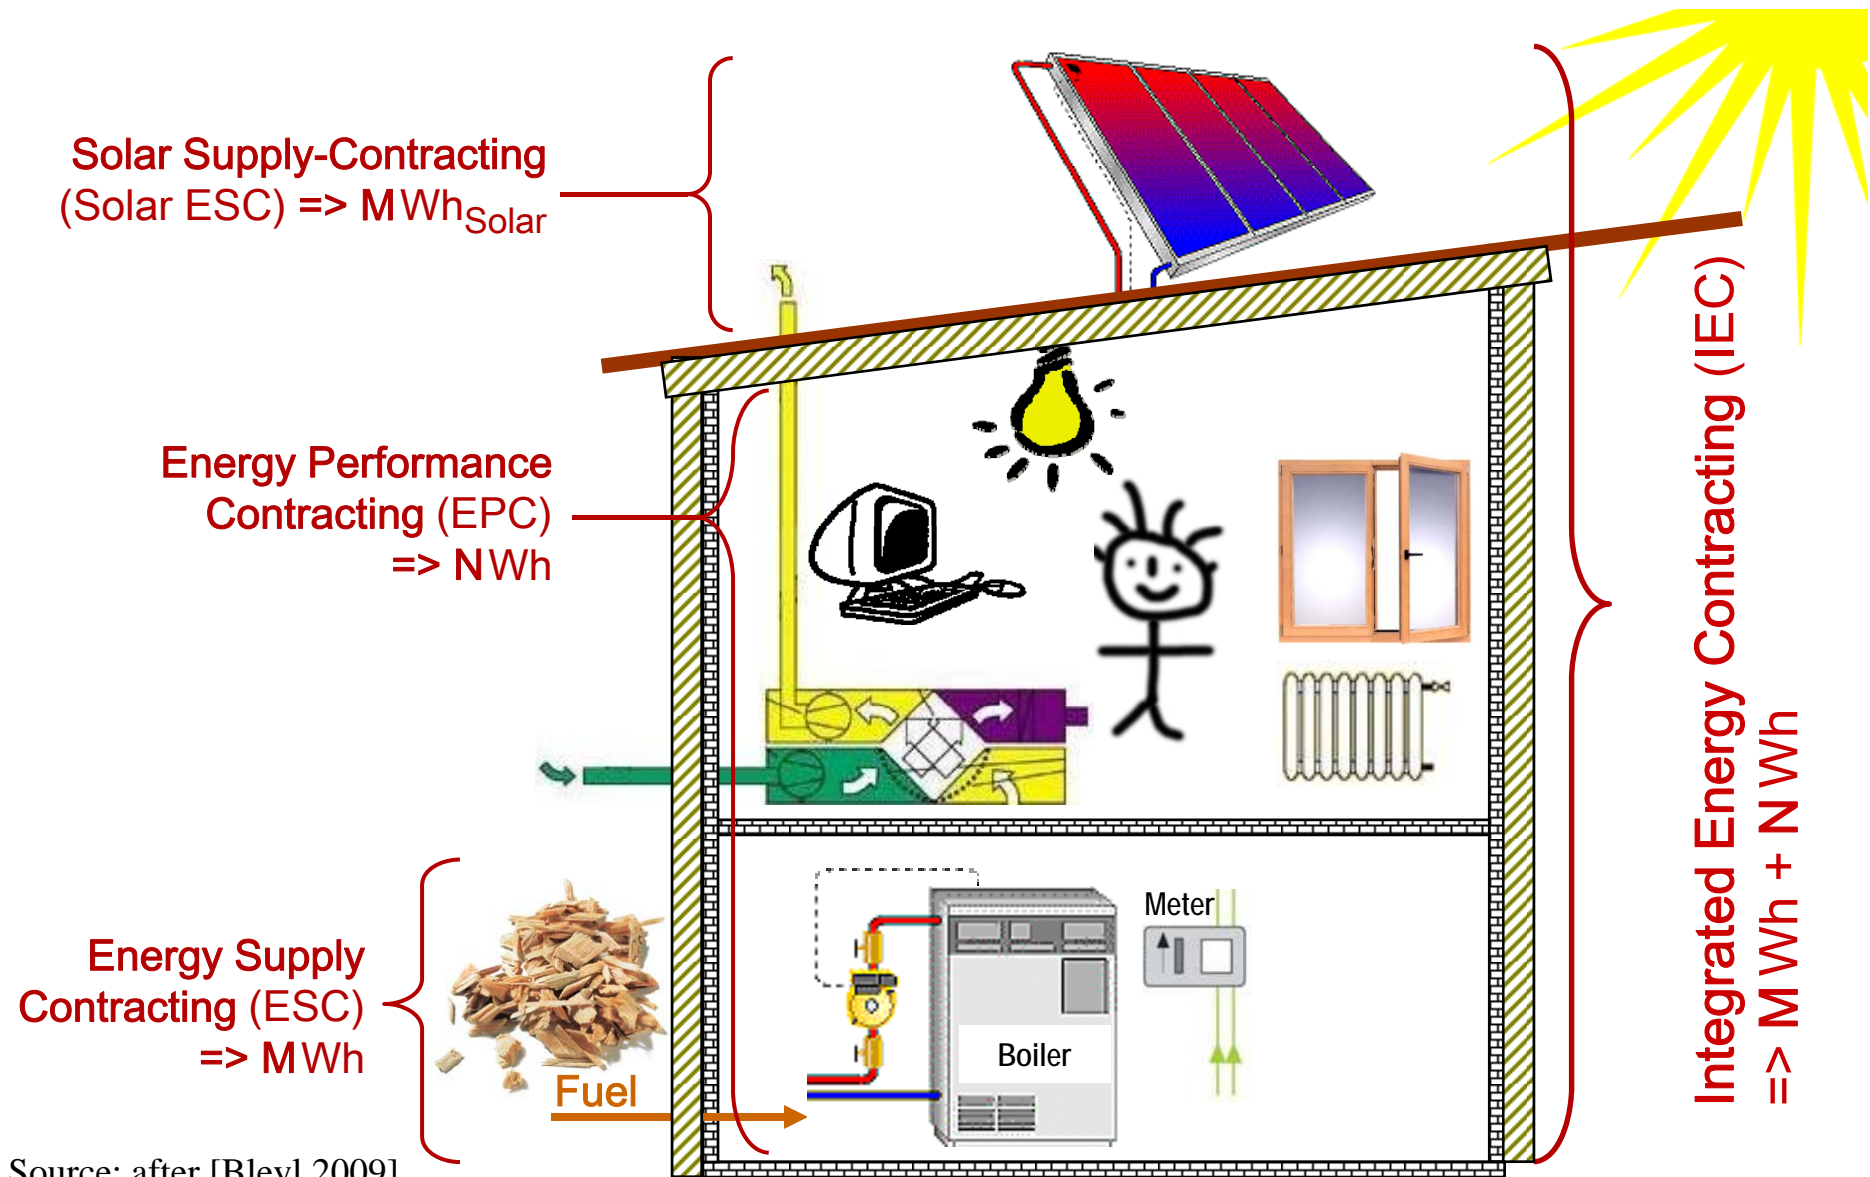 Solar Supply-Contracting
(Solar ESC) => MWhSolar
Energy Performance
Contracting (EPC)
=> NWh
Energy Supply
Contracting (ESC)
=> MWh
Fuel
Boiler
Meter
Integrated Energy Contracting (IEC)
=> MWh + NWh
Source: after [Bleyl 2009]